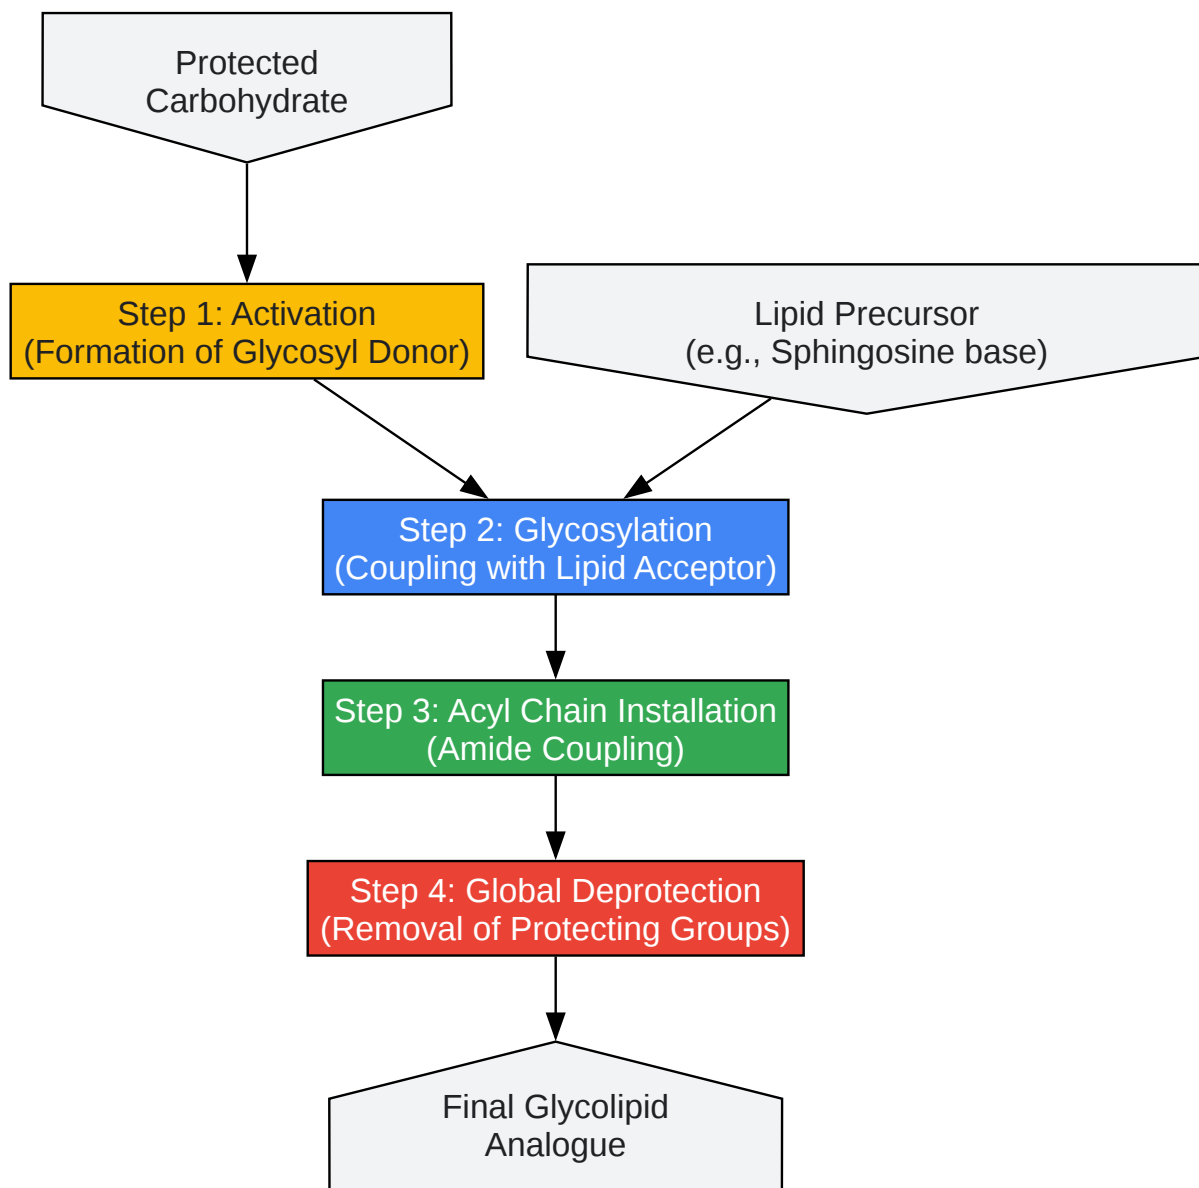 Protected
Carbohydrate
Step 1: Activation
(Formation of Glycosyl Donor)
Lipid Precursor
(e.g., Sphingosine base)
Step 2: Glycosylation
(Coupling with Lipid Acceptor)
Step 3: Acyl Chain Installation
(Amide Coupling)
Step 4: Global Deprotection
(Removal of Protecting Groups)
Final Glycolipid
Analogue